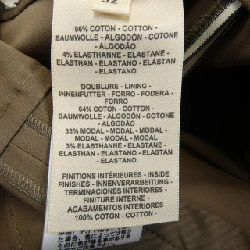 32
96% COTON - COTTON -
BAUMWOLLE - ALGODÓN - COTONE
- ALGODÃO
4% ELASTHANNE - ELASTANE -
ELASTHAN - ELASTANO - ELASTAN
- ELASTANO
DOUBLURE - LINING -
INNENFUTTER - FORRO - FODERA -
FORRO
64% COTON - COTTON -
BAUMWOLLE - ALGODÓN - COTONE
- ALGODÃO
33% MODAL - MODAL - MODAL -
MODAL - MODAL - MODAL
3% ELASTHANNE - ELASTANE -
ELASTHAN - ELASTANO - ELASTAN
- ELASTANO
FINITIONS INTÉRIEURES - INSIDE
FINISHES - INNENVERARBEITUNG -
TERMINACIONES INTERIORES -
FINITURE INTERNE -
ACABAMENTOS INTERIORES
100% COTON - COTTON -